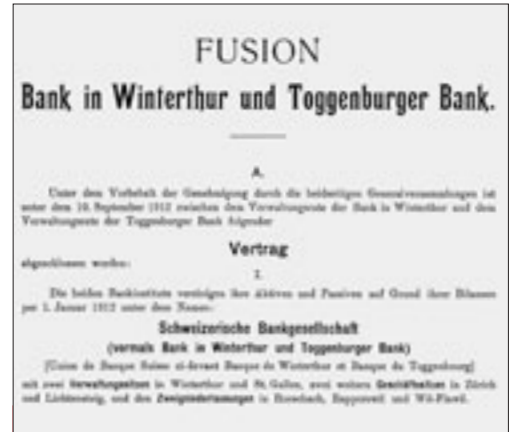 FUSION
Bank in Winterthur und Toggenburger Bank.
A.
Unter dem Vorbehalt der Genehmigung durch die beidseitigen Generalversammlungen ist
unter dem 10. September 1912 zwischen dem Verwaltungsrate der Bank in Winterthur und dem
Verwaltungsrate der Toggenburger Bank folgender
Vertrag
abgeschlossen worden:
I.
Die beiden Bankinstitute vereinigen ihre Aktiven und Passiven auf Grund ihrer Bilanzen
per 1. Januar 1912 unter dem Namen:
Schweizerische Bankgesellschaft
(vormals Bank in Winterthur und Toggenburger Bank)
[Union de Banque Suisse ci-devant Banque de Winterthur et Banque du Toggenbourg]
mit zwei Verwaltungssitzen in Winterthur und St. Gallen, zwei weitern Geschäftssitzen in Zürich
und Lichtensteig, und den Zweigniederlassungen in Rorschach, Rapperswil und Wil-Flawil.